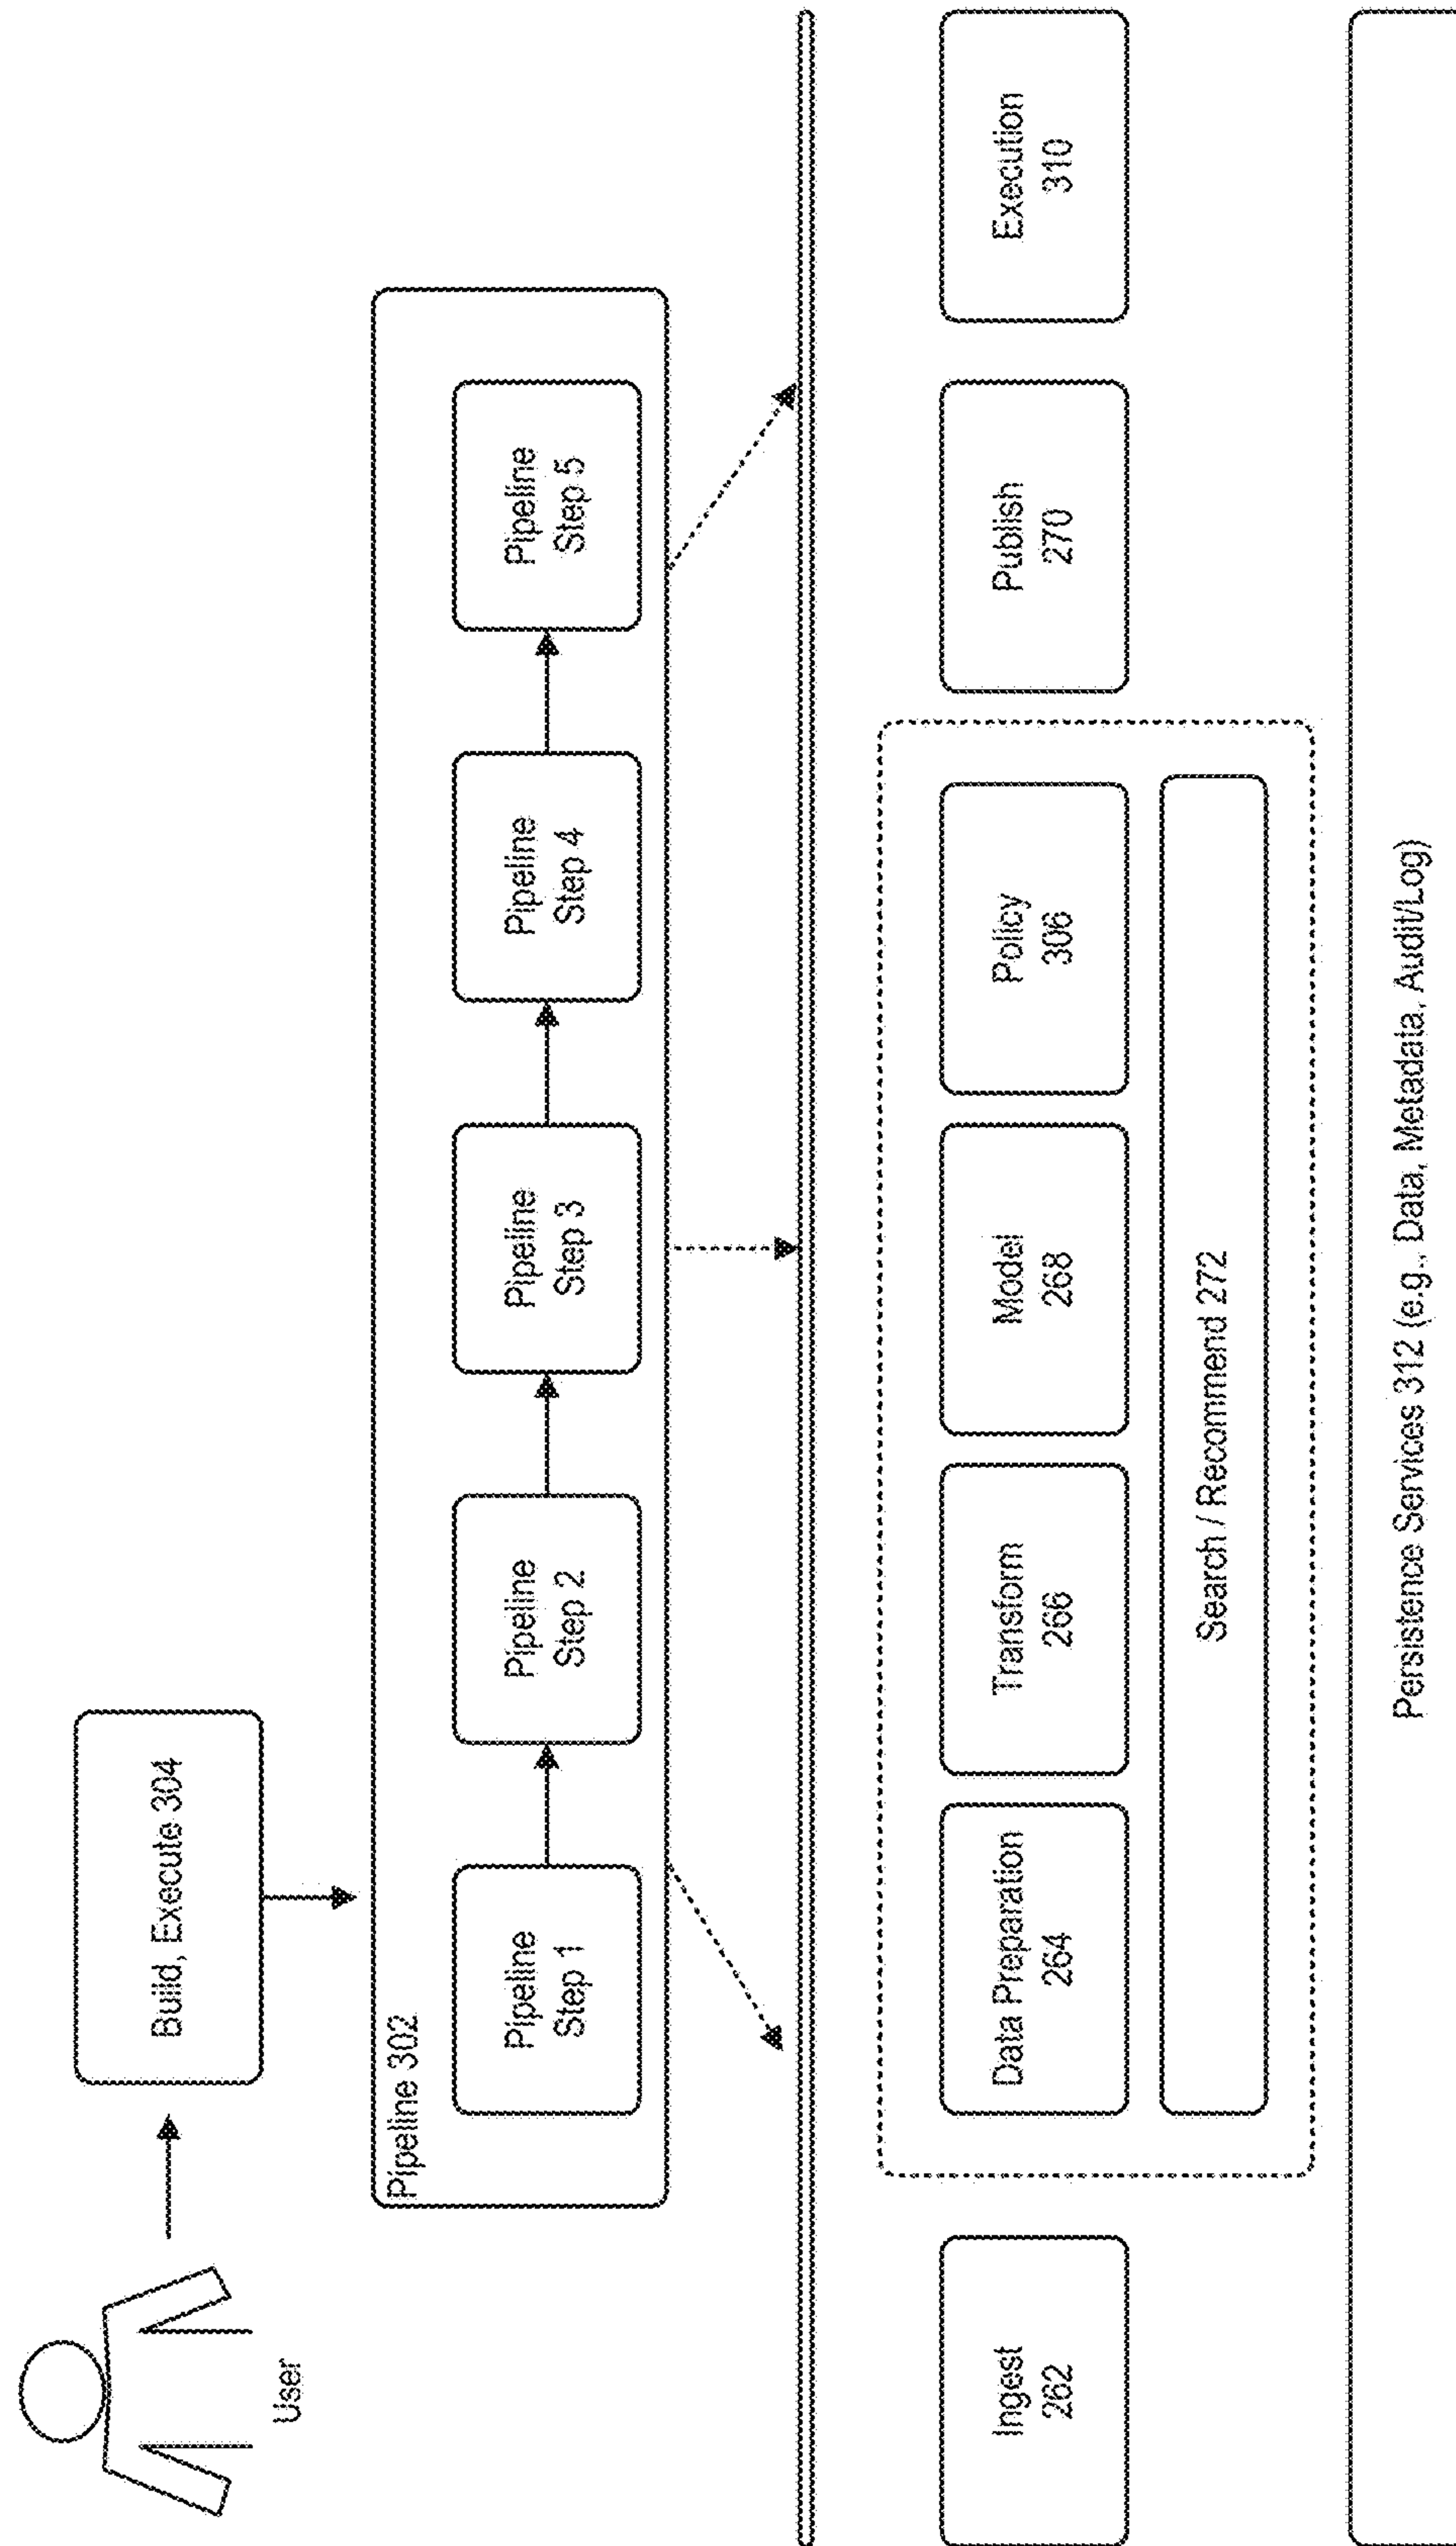 User
Build, Execute 304
Pipeline 302
Pipeline
Step 1
Pipeline
Step 2
Pipeline
Step 3
Pipeline
Step 4
Pipeline
Step 5
Ingest
262
Data Preparation
264
Transform
266
Model
268
Policy
306
Search / Recommend 272
Publish
270
Execution
310
Persistence Services 312 (e.g., Data, Metadata, Audit/Log)